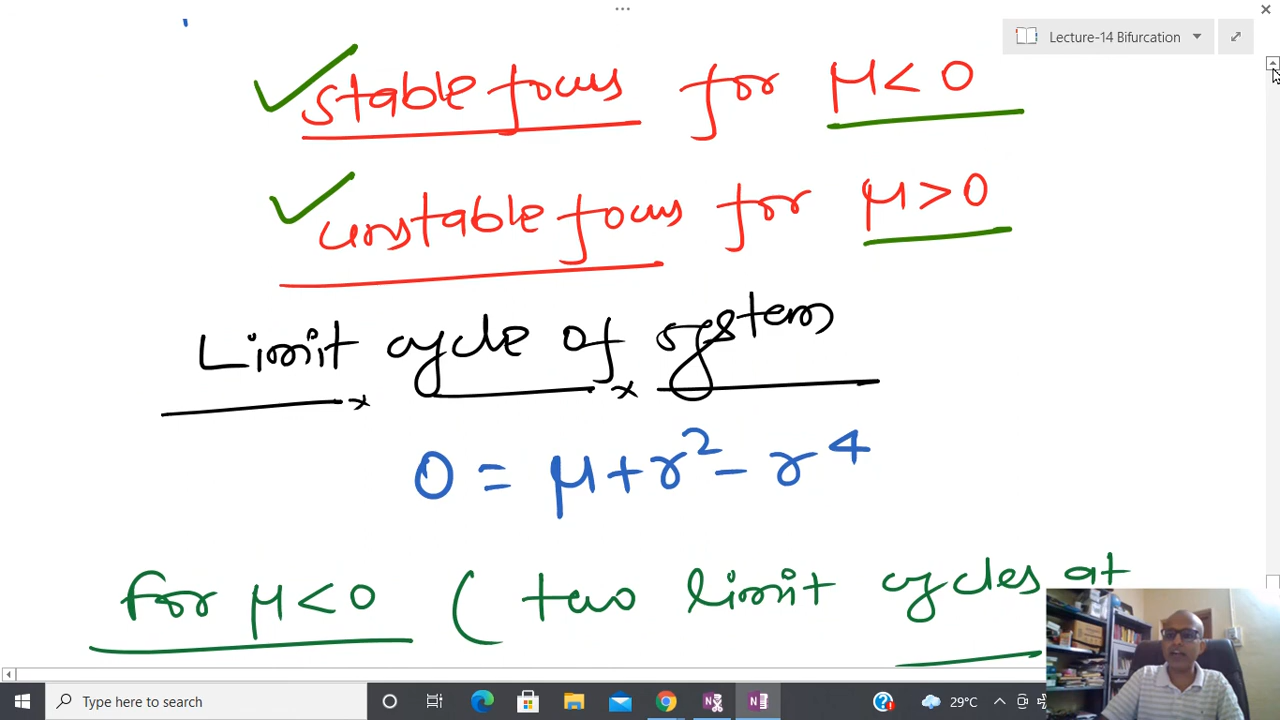 Lecture-14 Bifurcation
stable focus for μ < 0
unstable focus for μ > 0
Limit cycle of system
0 = μ + r² - r⁴
for μ < 0 ( two limit cycles at
Type here to search
29°C